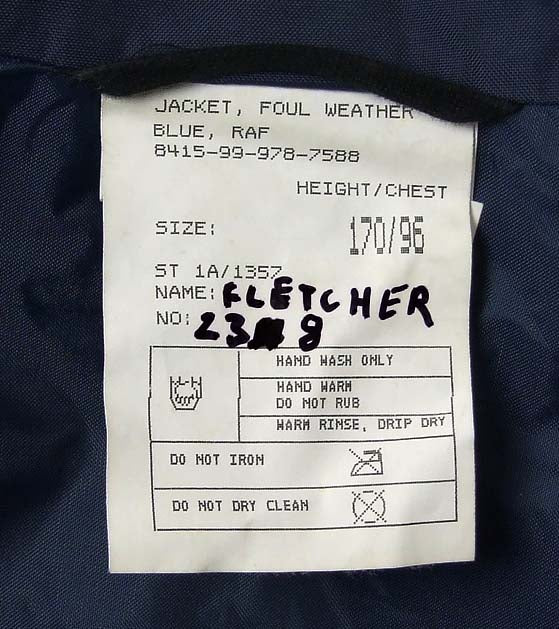 JACKET, FOUL WEATHER
BLUE, RAF
8415-99-978-7588
HEIGHT/CHEST
SIZE: 170/96
ST 1A/1357
NAME: FLETCHER
NO: 23 8
HAND WASH ONLY
HAND WARM
DO NOT RUB
WARM RINSE, DRIP DRY
DO NOT IRON
DO NOT DRY CLEAN